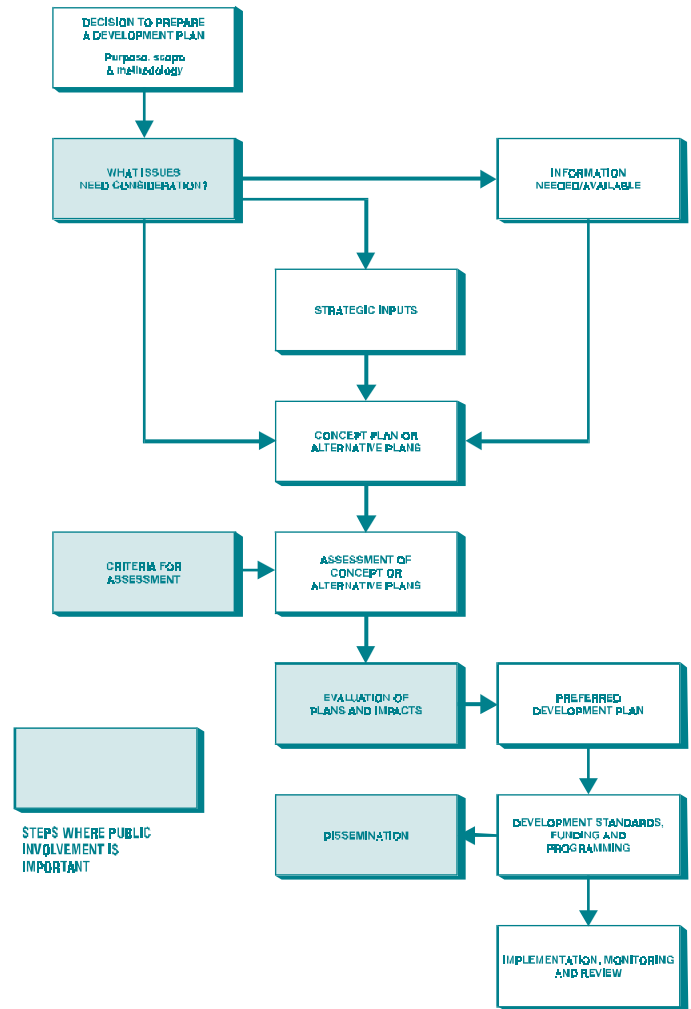 DECISION TO PREPARE
A DEVELOPMENT PLAN
Purpose, scope
& methodology
WHAT ISSUES
NEED CONSIDERATION?
INFORMATION
NEEDED/AVAILABLE
STRATEGIC INPUTS
CONCEPT PLAN OR
ALTERNATIVE PLANS
CRITERIA FOR
ASSESSMENT
ASSESSMENT OF
CONCEPT OR
ALTERNATIVE PLANS
EVALUATION OF
PLANS AND IMPACTS
PREFERRED
DEVELOPMENT PLAN
STEPS WHERE PUBLIC
INVOLVEMENT IS
IMPORTANT
DISSEMINATION
DEVELOPMENT STANDARDS,
FUNDING AND
PROGRAMMING
IMPLEMENTATION, MONITORING
AND REVIEW